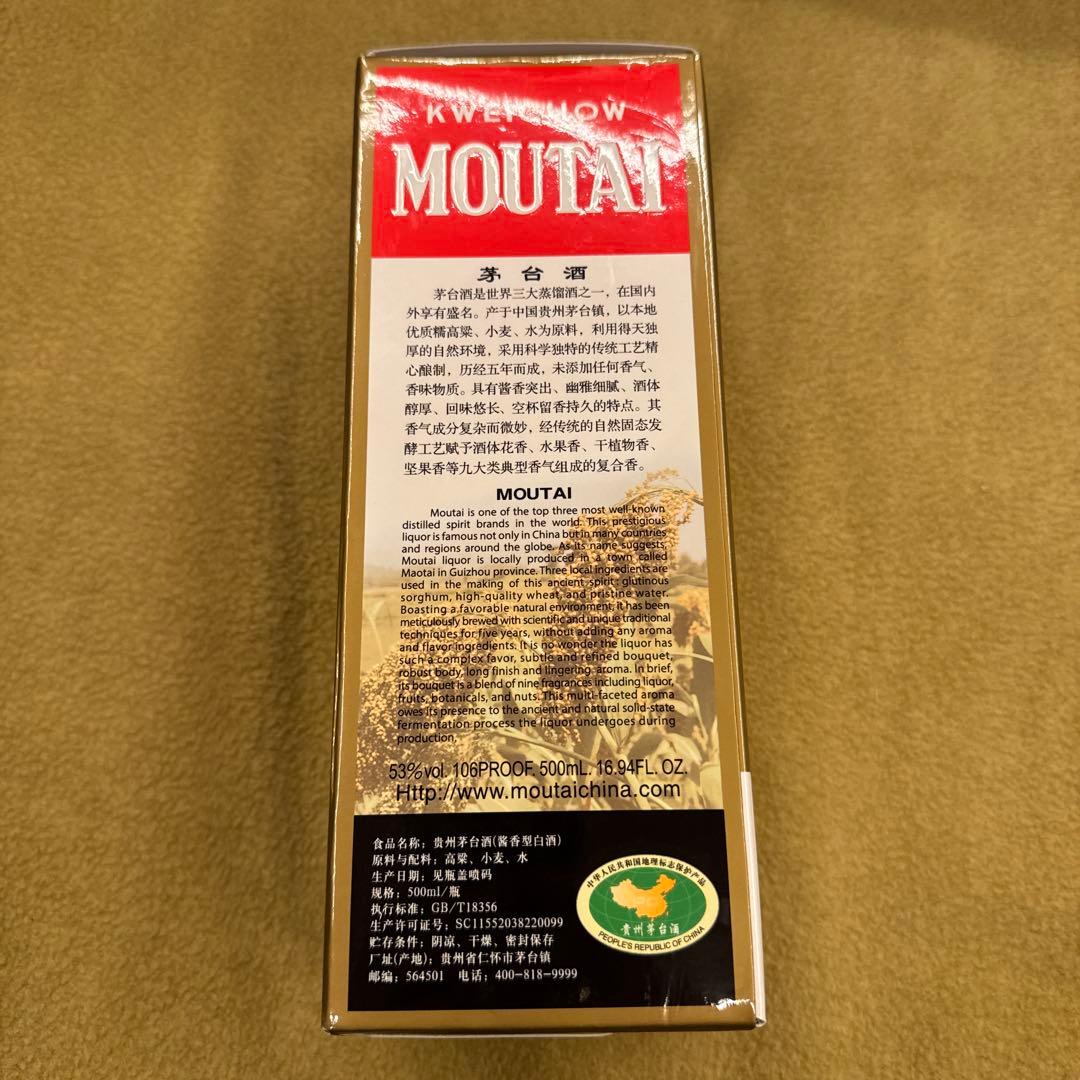 KWEICHOW
MOUTAI
茅台酒
茅台酒是世界三大蒸馏酒之一，在国内
外享有盛名。产于中国贵州茅台镇，以本地
优质糯高粱、小麦、水为原料，利用得天独
厚的自然环境，采用科学独特的传统工艺精
心酿制，历经五年而成，未添加任何香气、
香味物质。具有酱香突出、幽雅细腻、酒体
醇厚、回味悠长、空杯留香持久的特点。其
香气成分复杂而微妙，经传统的自然固态发
酵工艺赋予酒体花香、水果香、干植物香、
坚果香等九大类典型香气组成的复合香。
MOUTAI
Moutai is one of the top three most well-known
distilled spirit brands in the world. This prestigious
liquor is famous not only in China but in many countries
and regions around the globe. As its name suggests,
Moutai liquor is locally produced in a town called
Maotai in Guizhou province. Three local ingredients are
used in the making of this ancient spirit: glutinous
sorghum, high-quality wheat, and pristine water.
Boasting a favorable natural environment, it has been
meticulously brewed with scientific and unique traditional
techniques for five years, without adding any aroma
and flavor ingredients. It is no wonder the liquor has
such a complex favor, subtle and refined bouquet,
robust body, long finish and lingering aroma. In brief,
its bouquet is a blend of nine fragrances including liquor,
fruits, botanicals, and nuts. This multi-faceted aroma
owes its presence to the ancient and natural solid-state
fermentation process the liquor undergoes during
production.
53%vol. 106PROOF. 500mL. 16.94FL. OZ.
Http://www.moutaichina.com
食品名称：贵州茅台酒(酱香型白酒)
原料与配料：高粱、小麦、水
生产日期：见瓶盖喷码
规格：500ml/瓶
执行标准：GB/T18356
生产许可证号：SC11552038220099
贮存条件：阴凉、干燥、密封保存
厂址(产地)：贵州省仁怀市茅台镇
邮编：564501 电话：400-818-9999
中华人民共和国地理标志保护产品
贵州茅台酒
PEOPLE'S REPUBLIC OF CHINA